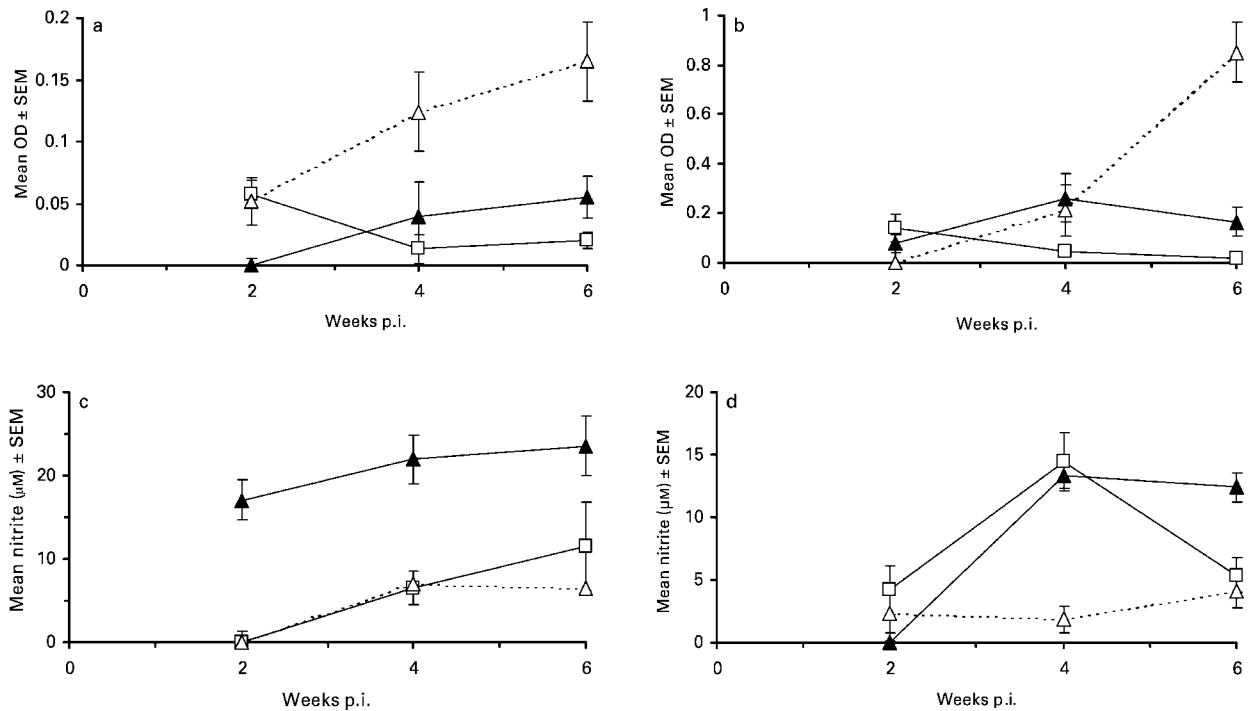 a
0.2
0.15
0.1
0.05
0
Mean OD ± SEM
0 2 4 6
Weeks p.i.
b
1
0.8
0.6
0.4
0.2
0
Mean OD ± SEM
0 2 4 6
Weeks p.i.
c
30
20
10
0
Mean nitrite (μM) ± SEM
0 2 4 6
Weeks p.i.
d
20
15
10
5
0
Mean nitrite (μM) ± SEM
0 2 4 6
Weeks p.i.